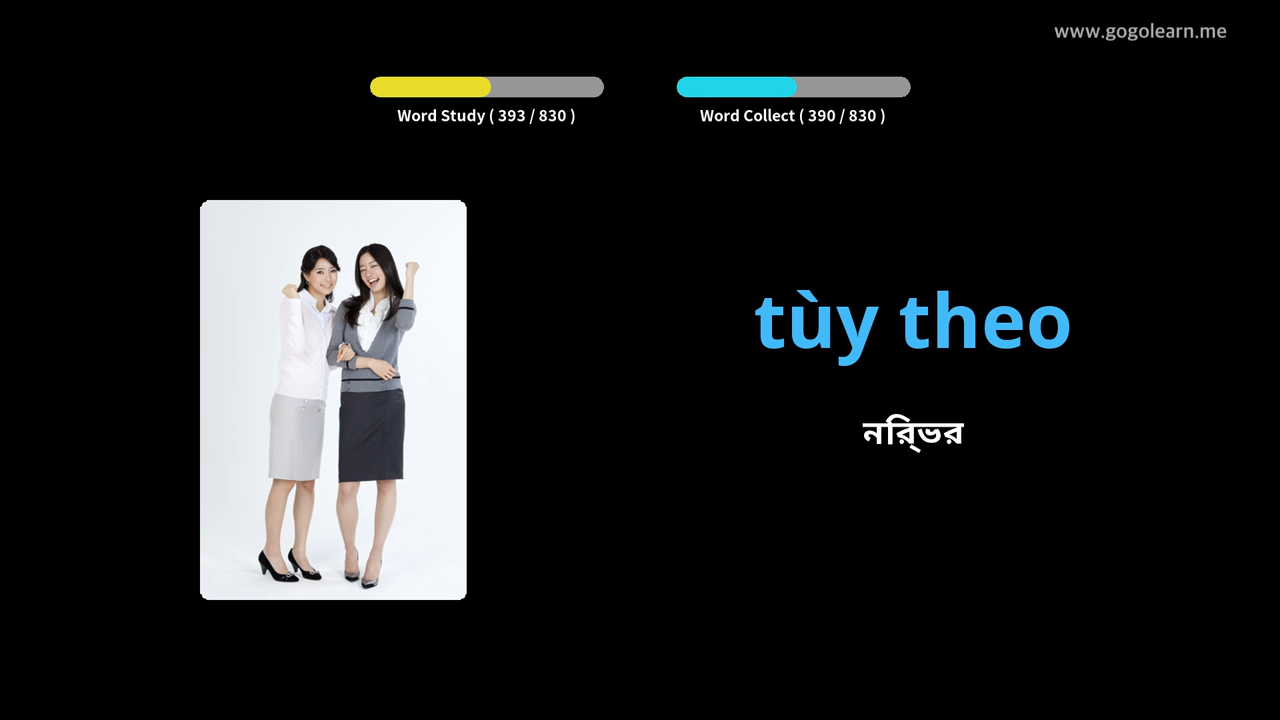 www.gogolearn.me
Word Study ( 393 / 830 )
Word Collect ( 390 / 830 )
tùy theo
নির্ভর